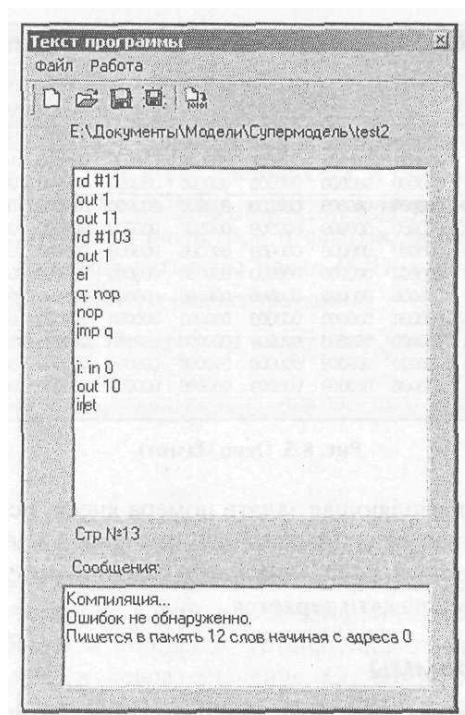 Текст программы
Файл Работа
E:\Документы\Модели\Супермодель\test2
rd #11
out 1
out 11
rd #103
out 1
ei
q: nop
nop
jmp q
i: in 0
out 10
iret
Стр №13
Сообщения:
Компиляция...
Ошибок не обнаруженно.
Пишется в память 12 слов начиная с адреса 0